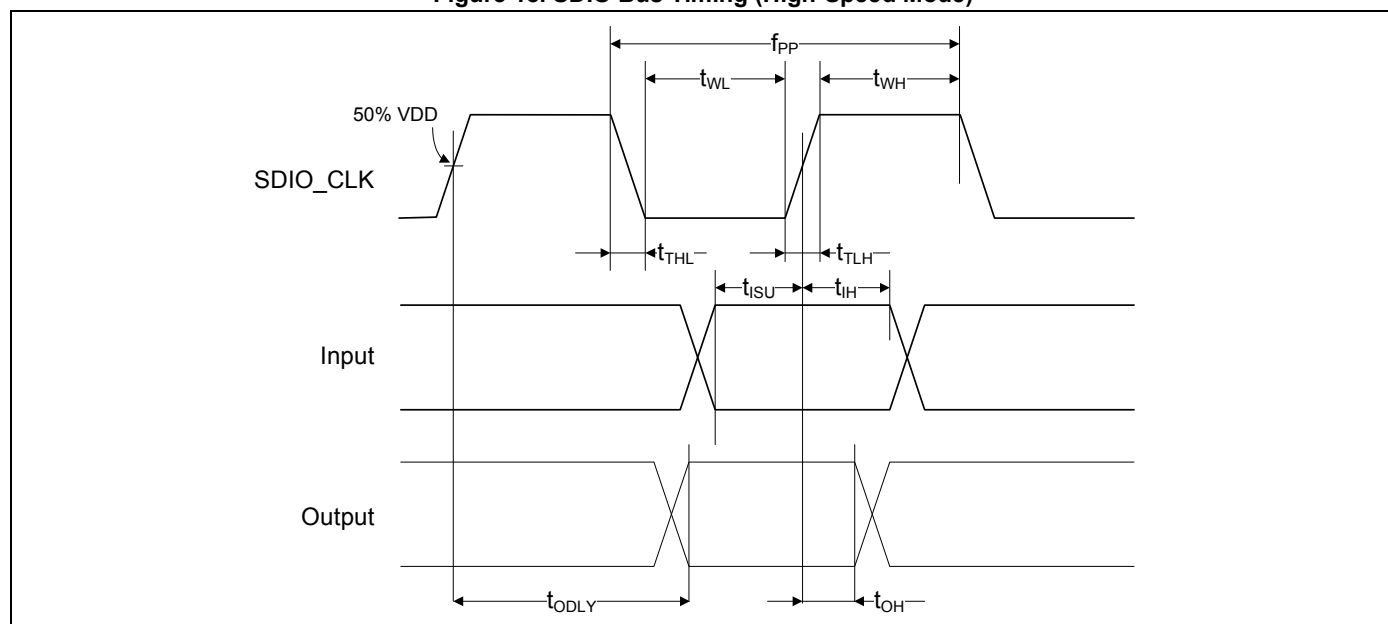 Figure 43. SDIO Bus Timing (High-Speed Mode)
fPP
tWL
tWH
50% VDD
SDIO_CLK
tTHL
tTLH
tISU
tIH
Input
Output
tODLY
tOH